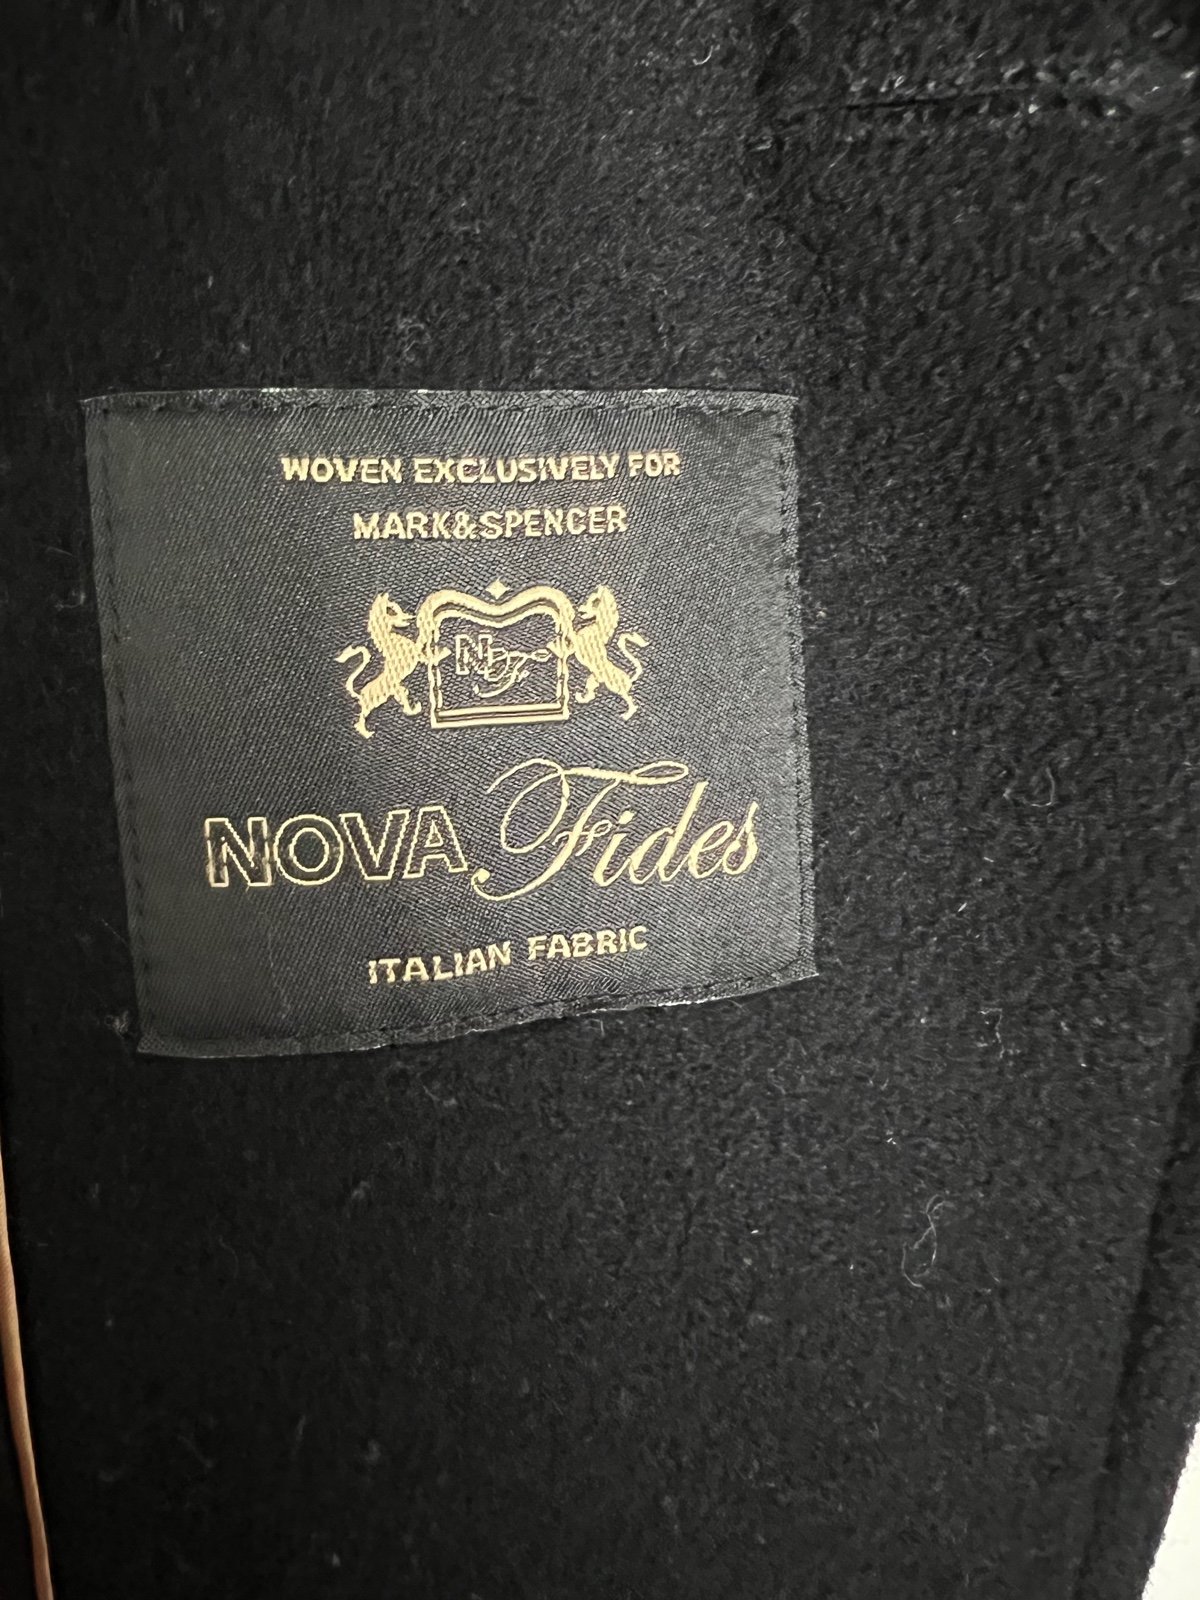 WOVEN EXCLUSIVELY FOR
MARK&SPENCER
NOVA Fides
ITALIAN FABRIC